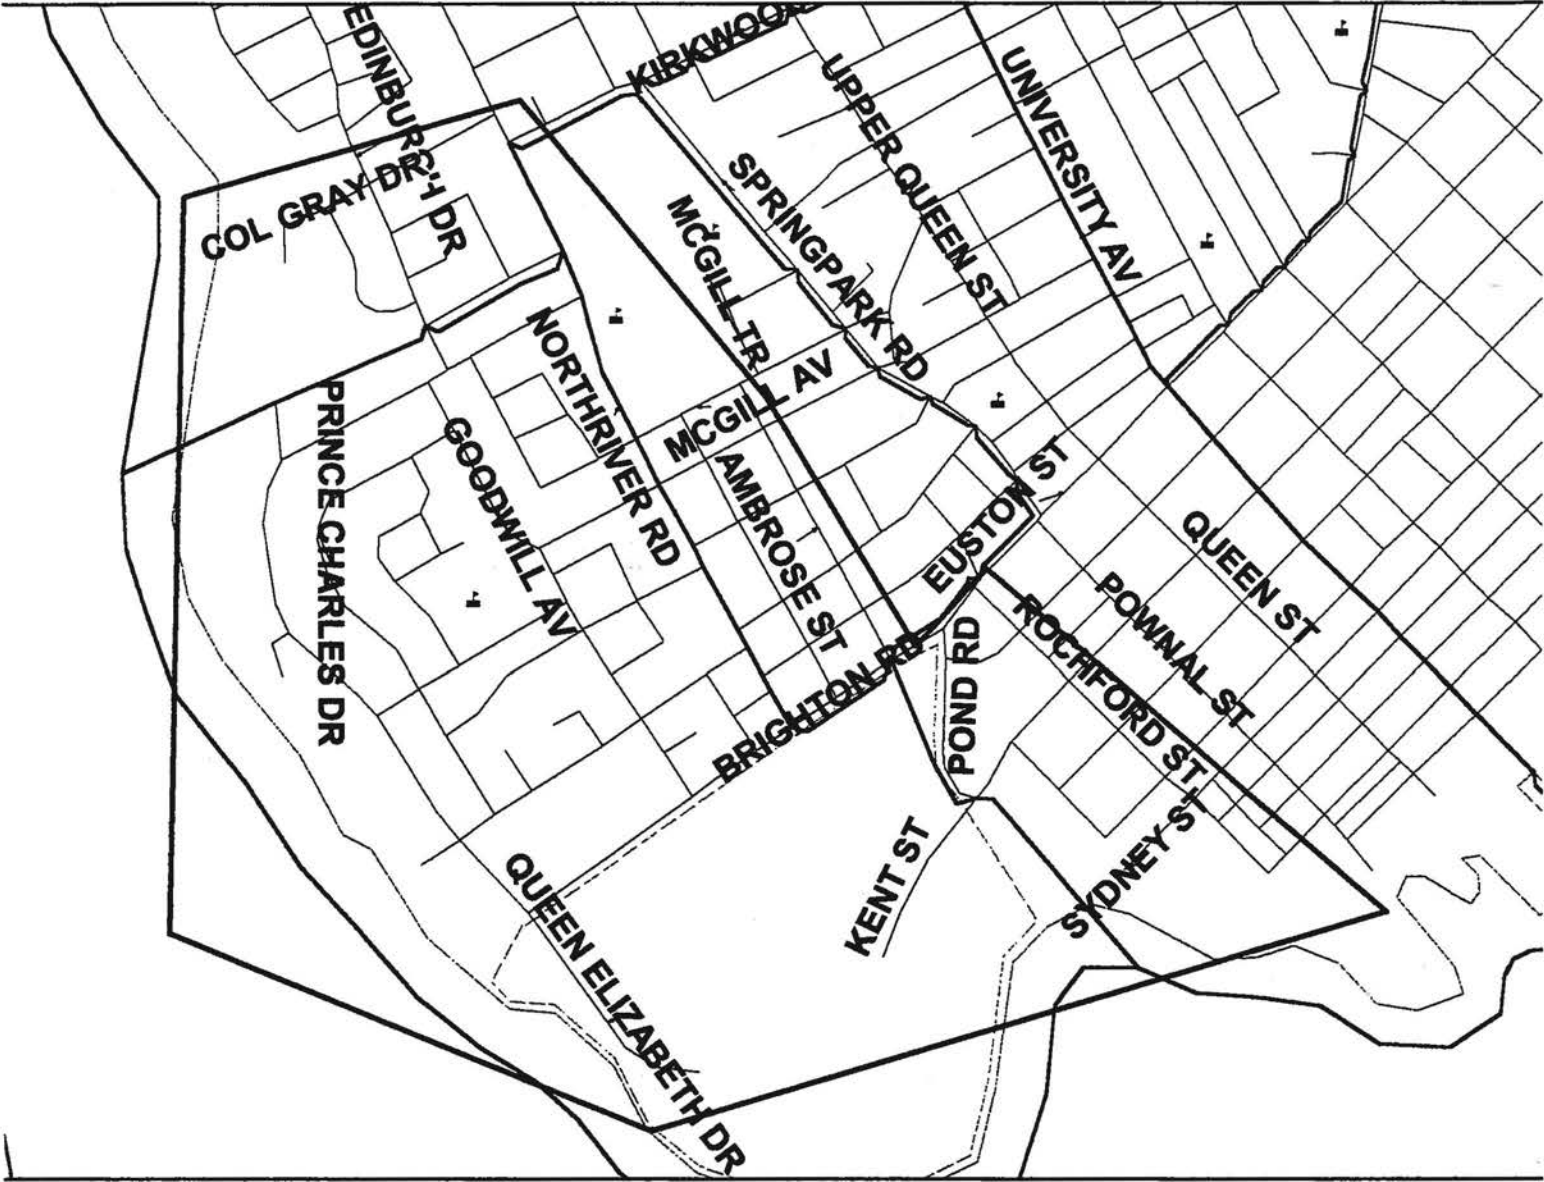 EDINBURGH DR
KIRKWOOD
UPPER QUEEN ST
UNIVERSITY AV
COL GRAY DR
SPRINGPARK RD
MCGILL TR
NORTHRIVER RD
MCGILL AV
PRINCE CHARLES DR
GOODWILL AV
AMBROSE ST
EUSTON ST
QUEEN ST
POWNAL ST
ROCHFORD ST
POND RD
BRIGHTON RD
SYDNEY ST
KENT ST
QUEEN ELIZABETH DR